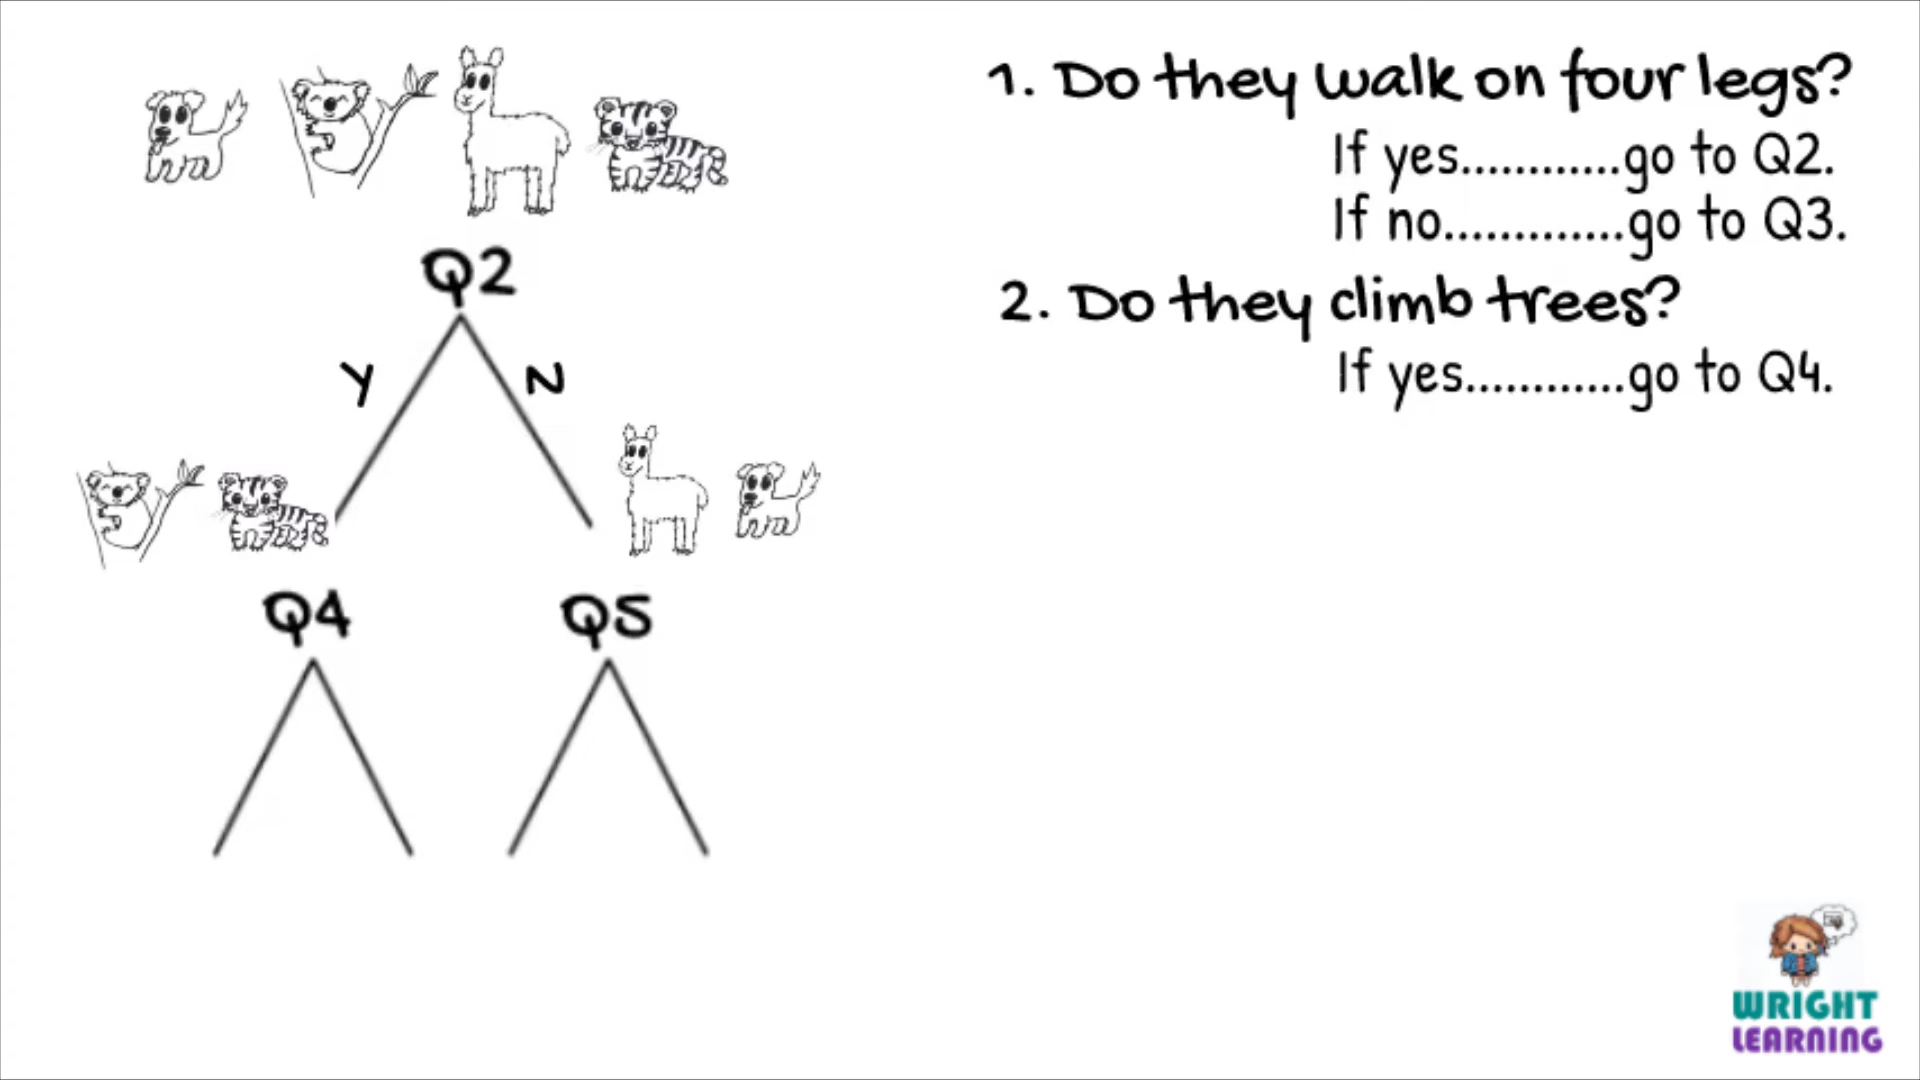 1. Do they walk on four legs?
If yes............go to Q2.
If no..............go to Q3.
2. Do they climb trees?
If yes............go to Q4.
Q2
Y
N
Q4
Q5
WRIGHT
LEARNING